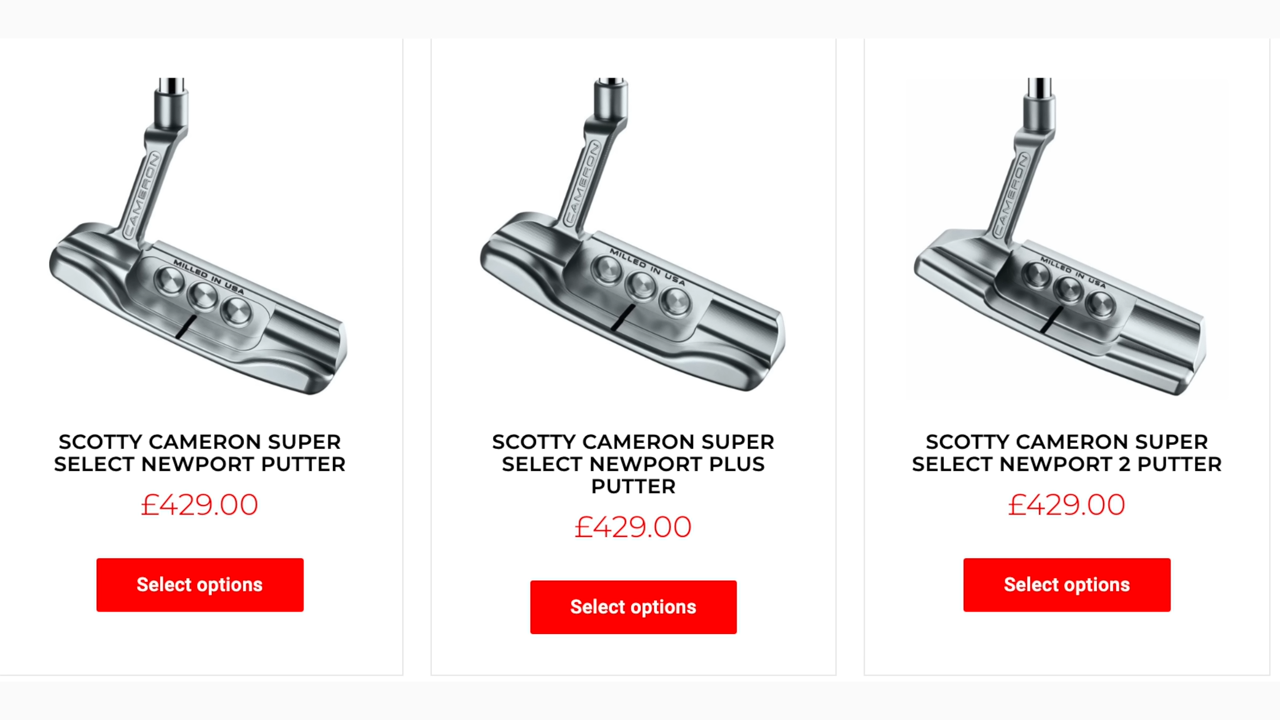 CAMERON
MILLED IN USA
SCOTTY CAMERON SUPER
SELECT NEWPORT PUTTER
£429.00
Select options
CAMERON
MILLED IN USA
SCOTTY CAMERON SUPER
SELECT NEWPORT PLUS
PUTTER
£429.00
Select options
CAMERON
MILLED IN USA
SCOTTY CAMERON SUPER
SELECT NEWPORT 2 PUTTER
£429.00
Select options